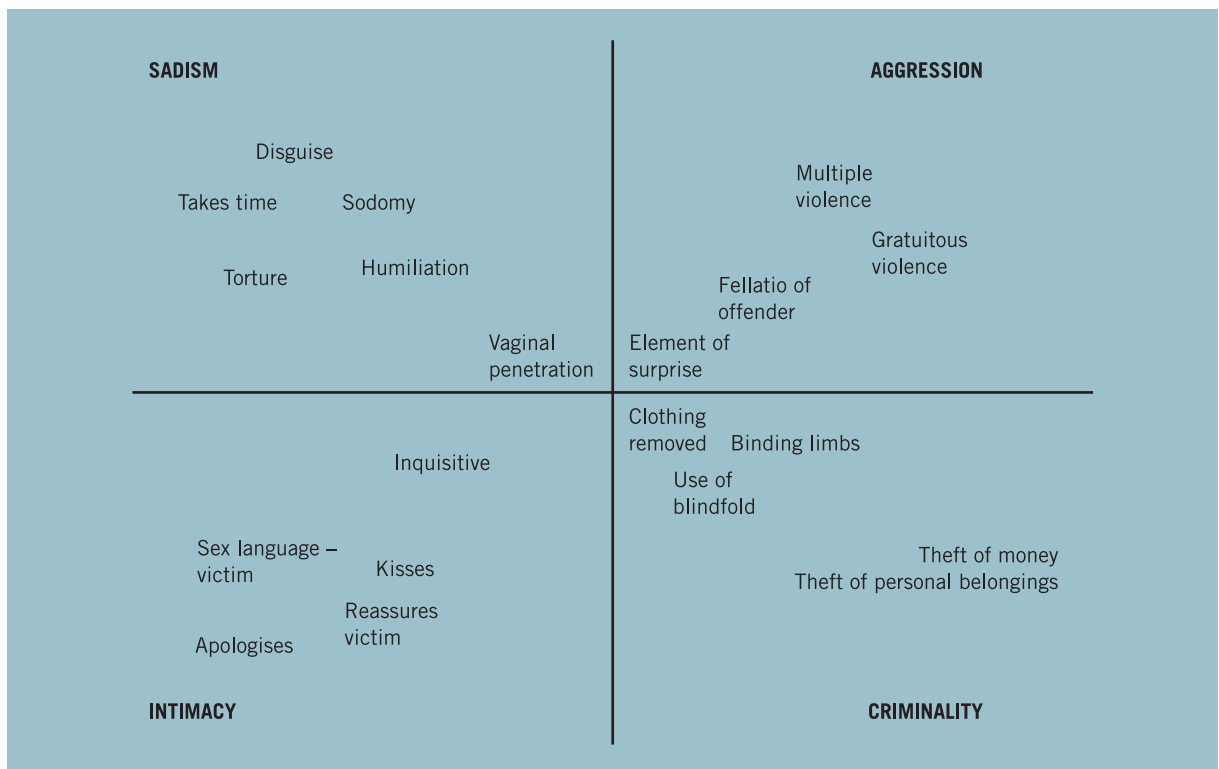 SADISM
AGGRESSION
Disguise
Takes time
Sodomy
Torture
Humiliation
Vaginal
penetration
Multiple
violence
Gratuitous
violence
Fellatio of
offender
Element of
surprise
Inquisitive
Sex language –
victim
Kisses
Reassures
victim
Apologises
Clothing
removed
Binding limbs
Use of
blindfold
Theft of money
Theft of personal belongings
INTIMACY
CRIMINALITY